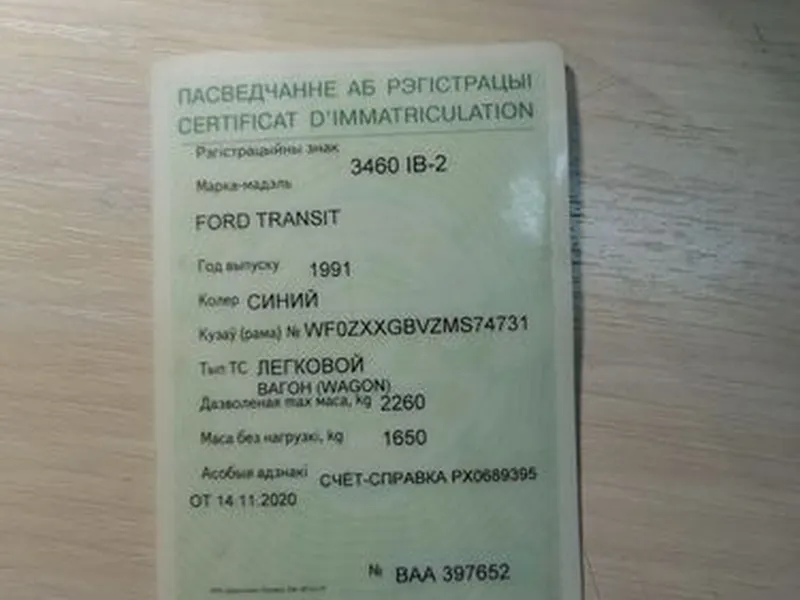 ПАСВЕДЧАННЕ АБ РЭГІСТРАЦЫІ
CERTIFICAT D'IMMATRICULATION
Рэгістрацыйны знак 3460 IB-2
Марка-мадэль
FORD TRANSIT
Год выпуску 1991
Колер СИНИЙ
Кузаў (рама) № WF0ZXXGBVZMS74731
Тып ТС ЛЕГКОВОЙ
ВАГОН (WAGON)
Дазволеная max маса, kg 2260
Маса без нагрузкі, kg 1650
Асобыя адзнакі СЧЁТ-СПРАВКА РХ0689395
ОТ 14.11.2020
№ ВАА 397652